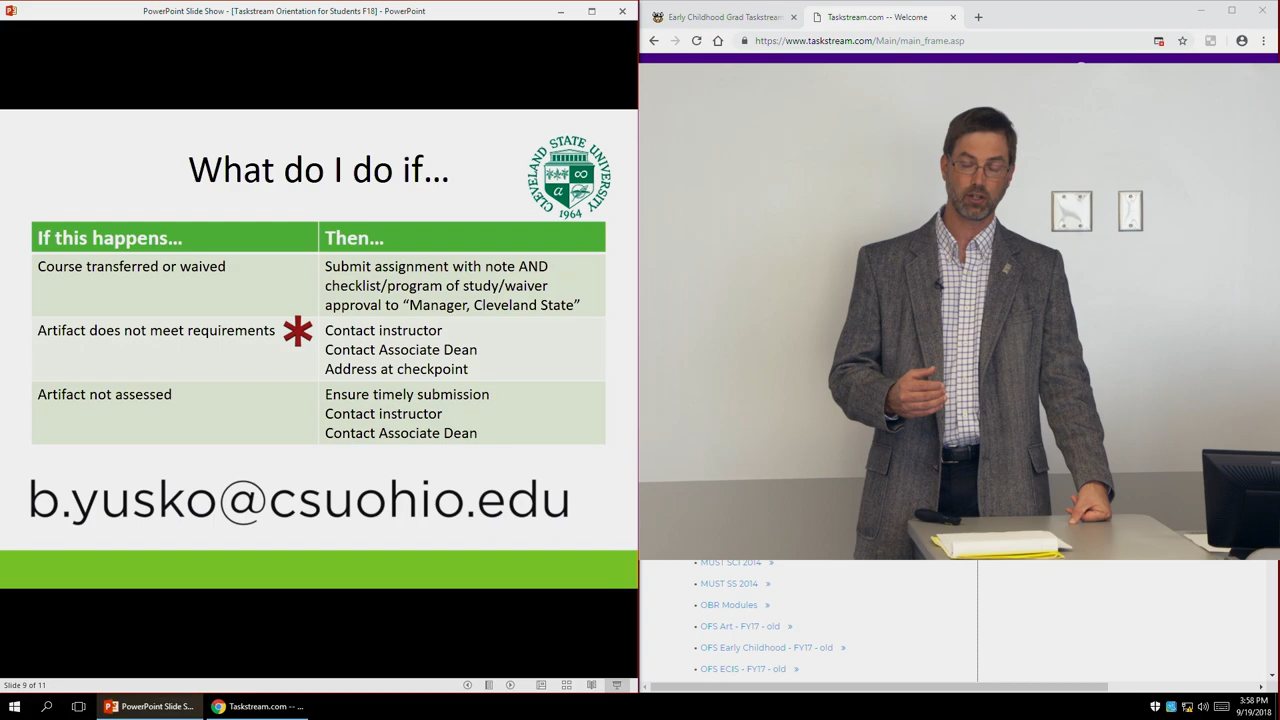 PowerPoint Slide Show - [Taskstream Orientation for Students F18] - PowerPoint
What do I do if...
CLEVELAND STATE UNIVERSITY
1964
If this happens...
Then...
Course transferred or waived
Submit assignment with note AND
checklist/program of study/waiver
approval to “Manager, Cleveland State”
Artifact does not meet requirements
Contact instructor
Contact Associate Dean
Address at checkpoint
Artifact not assessed
Ensure timely submission
Contact instructor
Contact Associate Dean
b.yusko@csuohio.edu
Slide 9 of 11
Early Childhood Grad Taskstream
Taskstream.com -- Welcome
https://www.taskstream.com/Main/main_frame.asp
MUST SCI 2014 »
MUST SS 2014 »
OBR Modules »
OFS Art - FY17 - old »
OFS Early Childhood - FY17 - old »
OFS ECIS - FY17 - old »
PowerPoint Slide S...
Taskstream.com -- ...
3:58 PM
9/19/2018